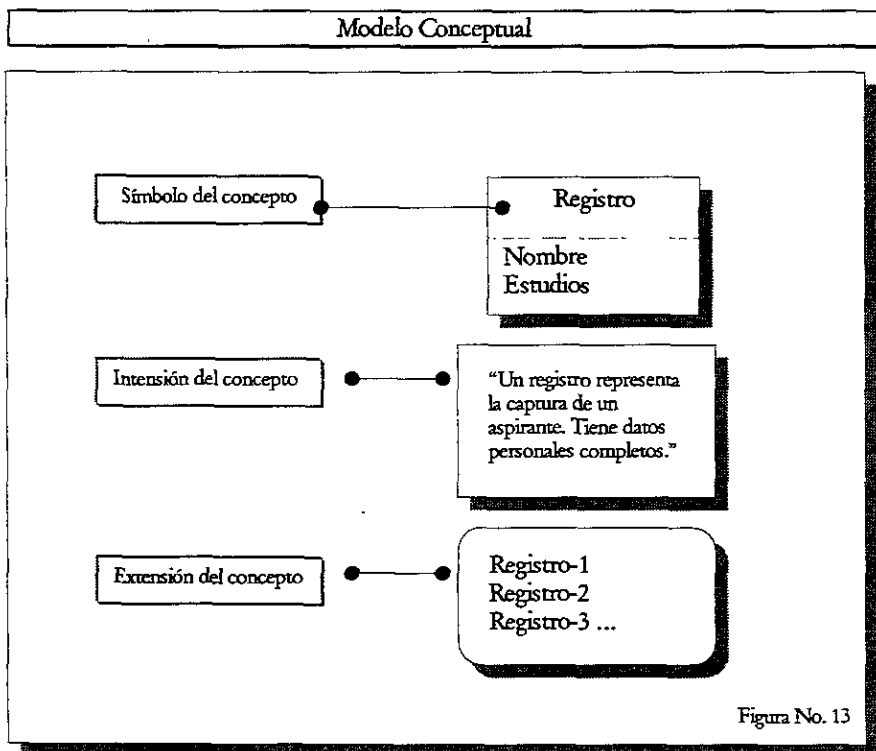 Modelo Conceptual
Símbolo del concepto
Registro
Nombre
Estudios
Intensión del concepto
“Un registro representa
la captura de un
aspirante. Tiene datos
personales completos.”
Extensión del concepto
Registro-1
Registro-2
Registro-3 ...
Figura No. 13